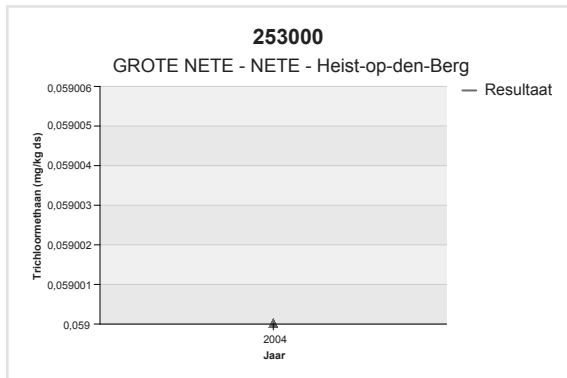 253000
GROTE NETE - NETE - Heist-op-den-Berg
Resultaat
Trichloormethaan (mg/kg ds)
0,059006
0,059005
0,059004
0,059003
0,059002
0,059001
0,059
2004
Jaar